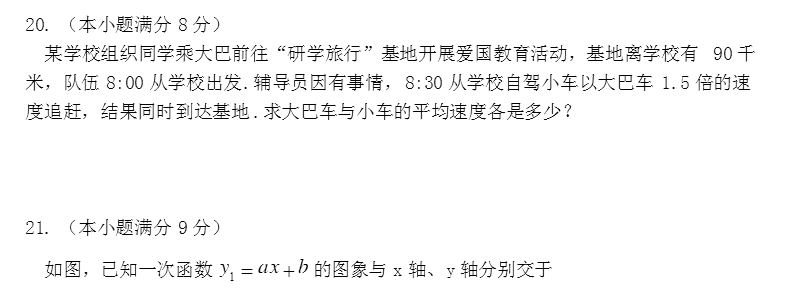 20. （本小题满分 8 分）
某学校组织同学乘大巴前往“研学旅行”基地开展爱国教育活动，基地离学校有 90 千
米，队伍 8:00 从学校出发. 辅导员因有事情，8:30 从学校自驾小车以大巴车 1.5 倍的速
度追赶，结果同时到达基地. 求大巴车与小车的平均速度各是多少？
21. （本小题满分 9 分）
如图，已知一次函数 y₁ = ax + b 的图象与 x 轴、y 轴分别交于